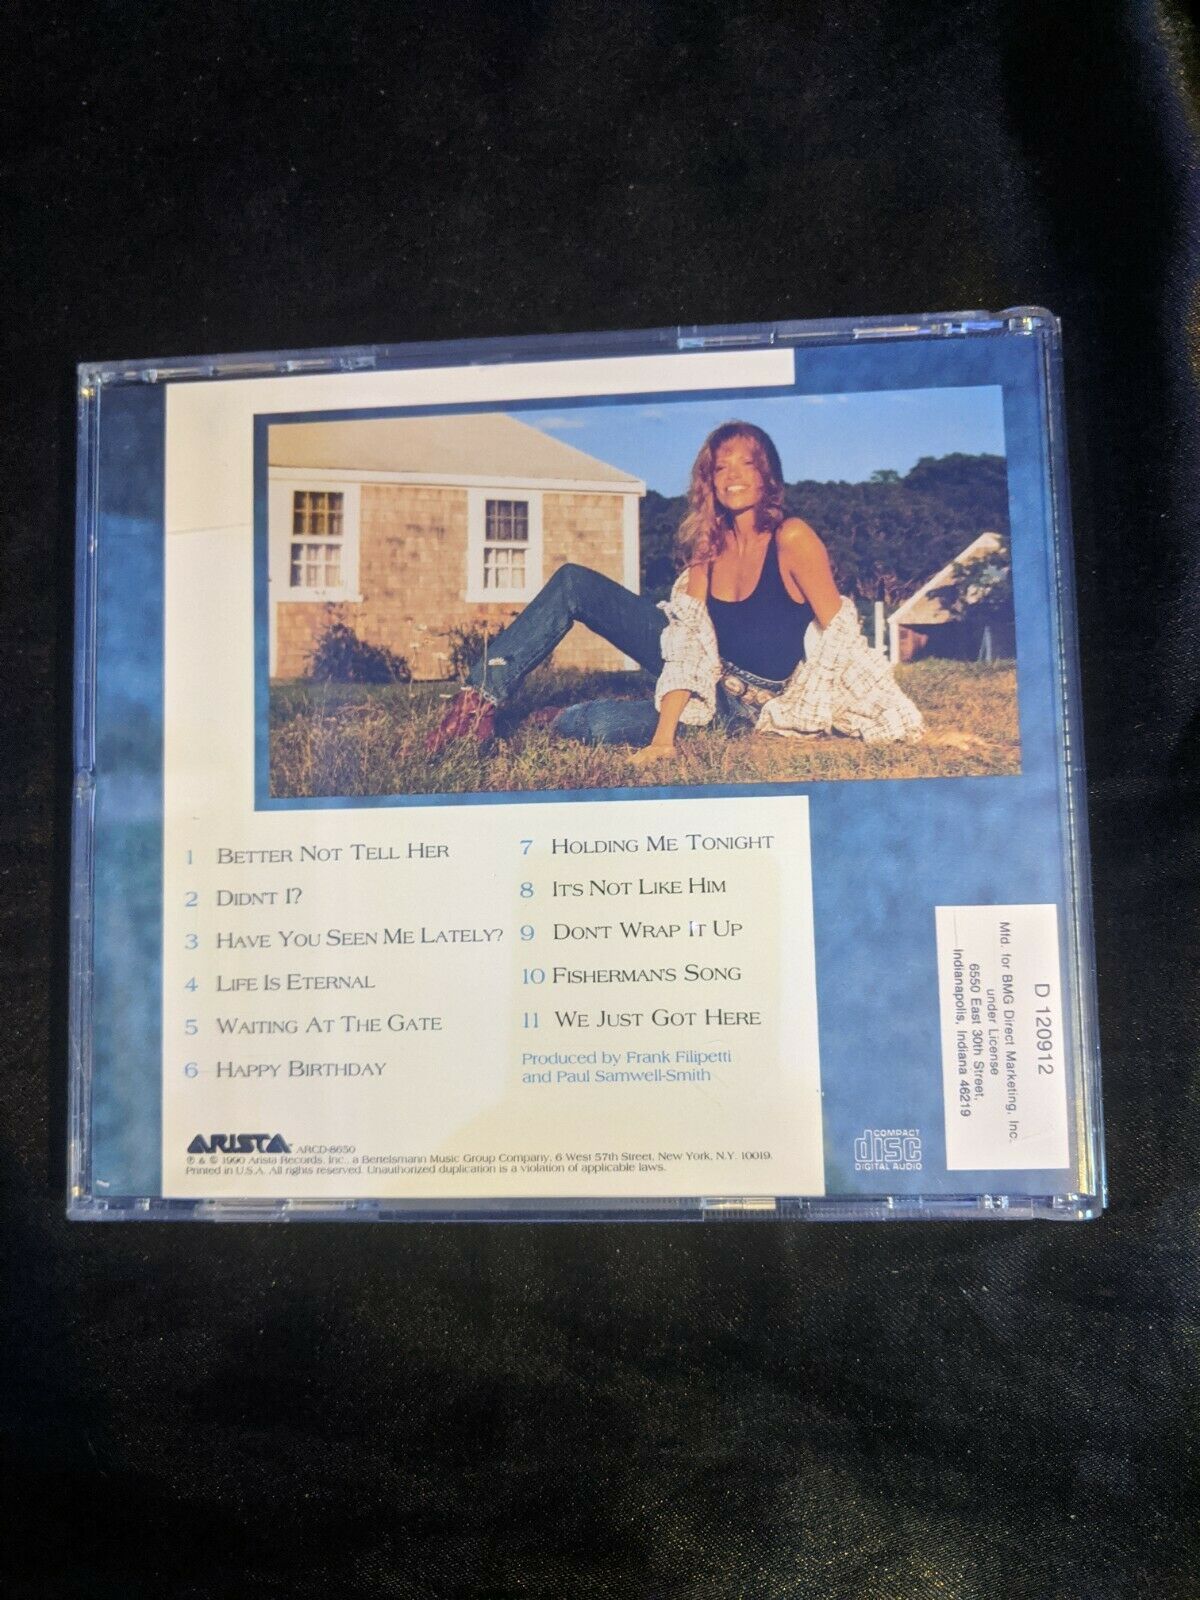 1 BETTER NOT TELL HER
2 DIDN'T I?
3 HAVE YOU SEEN ME LATELY?
4 LIFE IS ETERNAL
5 WAITING AT THE GATE
6 HAPPY BIRTHDAY
7 HOLDING ME TONIGHT
8 IT'S NOT LIKE HIM
9 DON'T WRAP IT UP
10 FISHERMAN'S SONG
11 WE JUST GOT HERE
Produced by Frank Filipetti
and Paul Samwell-Smith
ARISTA ARCD-8650
℗ & © 1990 Arista Records, Inc., a Bertelsmann Music Group Company, 6 West 57th Street, New York, N.Y. 10019.
Printed in U.S.A. All rights reserved. Unauthorized duplication is a violation of applicable laws.
COMPACT
disc
DIGITAL AUDIO
D 120912
Mfd. for BMG Direct Marketing, Inc.
under License
6550 East 30th Street,
Indianapolis, Indiana 46219